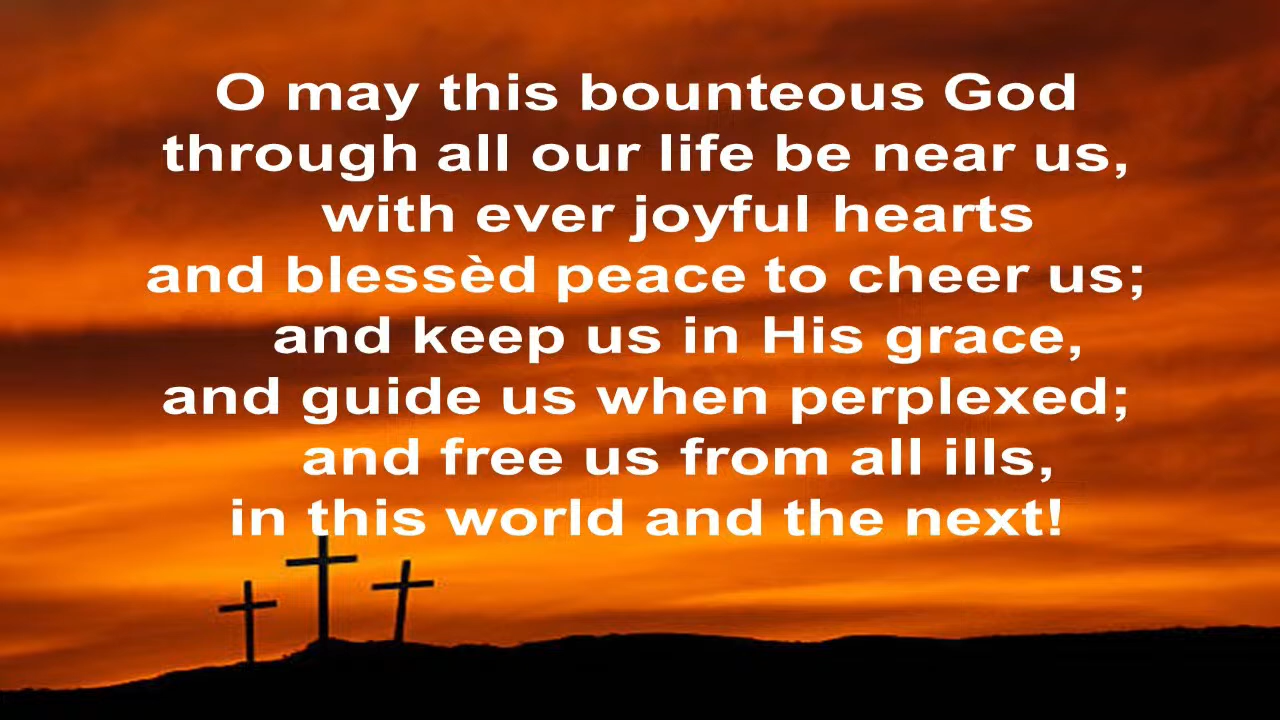 O may this bounteous God
through all our life be near us,
with ever joyful hearts
and blessèd peace to cheer us;
and keep us in His grace,
and guide us when perplexed;
and free us from all ills,
in this world and the next!